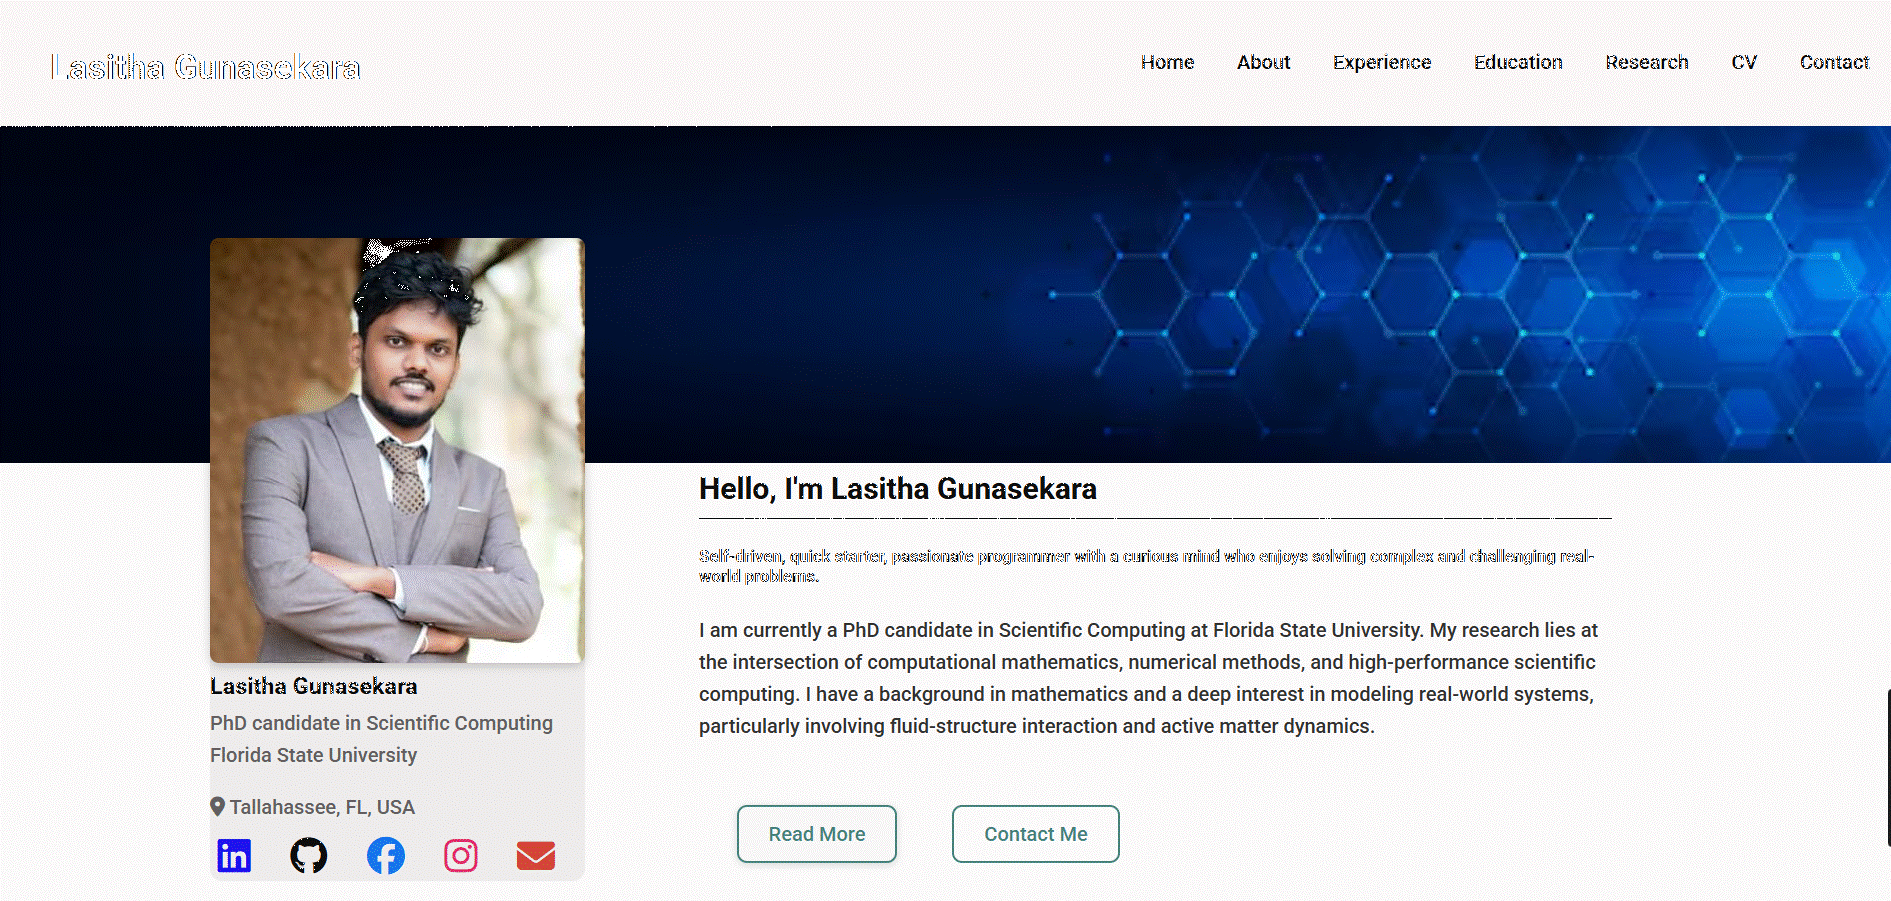 Lasitha Gunasekara
Home About Experience Education Research CV Contact
Hello, I'm Lasitha Gunasekara
Self-driven, quick starter, passionate programmer with a curious mind who enjoys solving complex and challenging real-
world problems.
I am currently a PhD candidate in Scientific Computing at Florida State University. My research lies at
the intersection of computational mathematics, numerical methods, and high-performance scientific
computing. I have a background in mathematics and a deep interest in modeling real-world systems,
particularly involving fluid-structure interaction and active matter dynamics.
Read More Contact Me
Lasitha Gunasekara
PhD candidate in Scientific Computing
Florida State University
Tallahassee, FL, USA
in